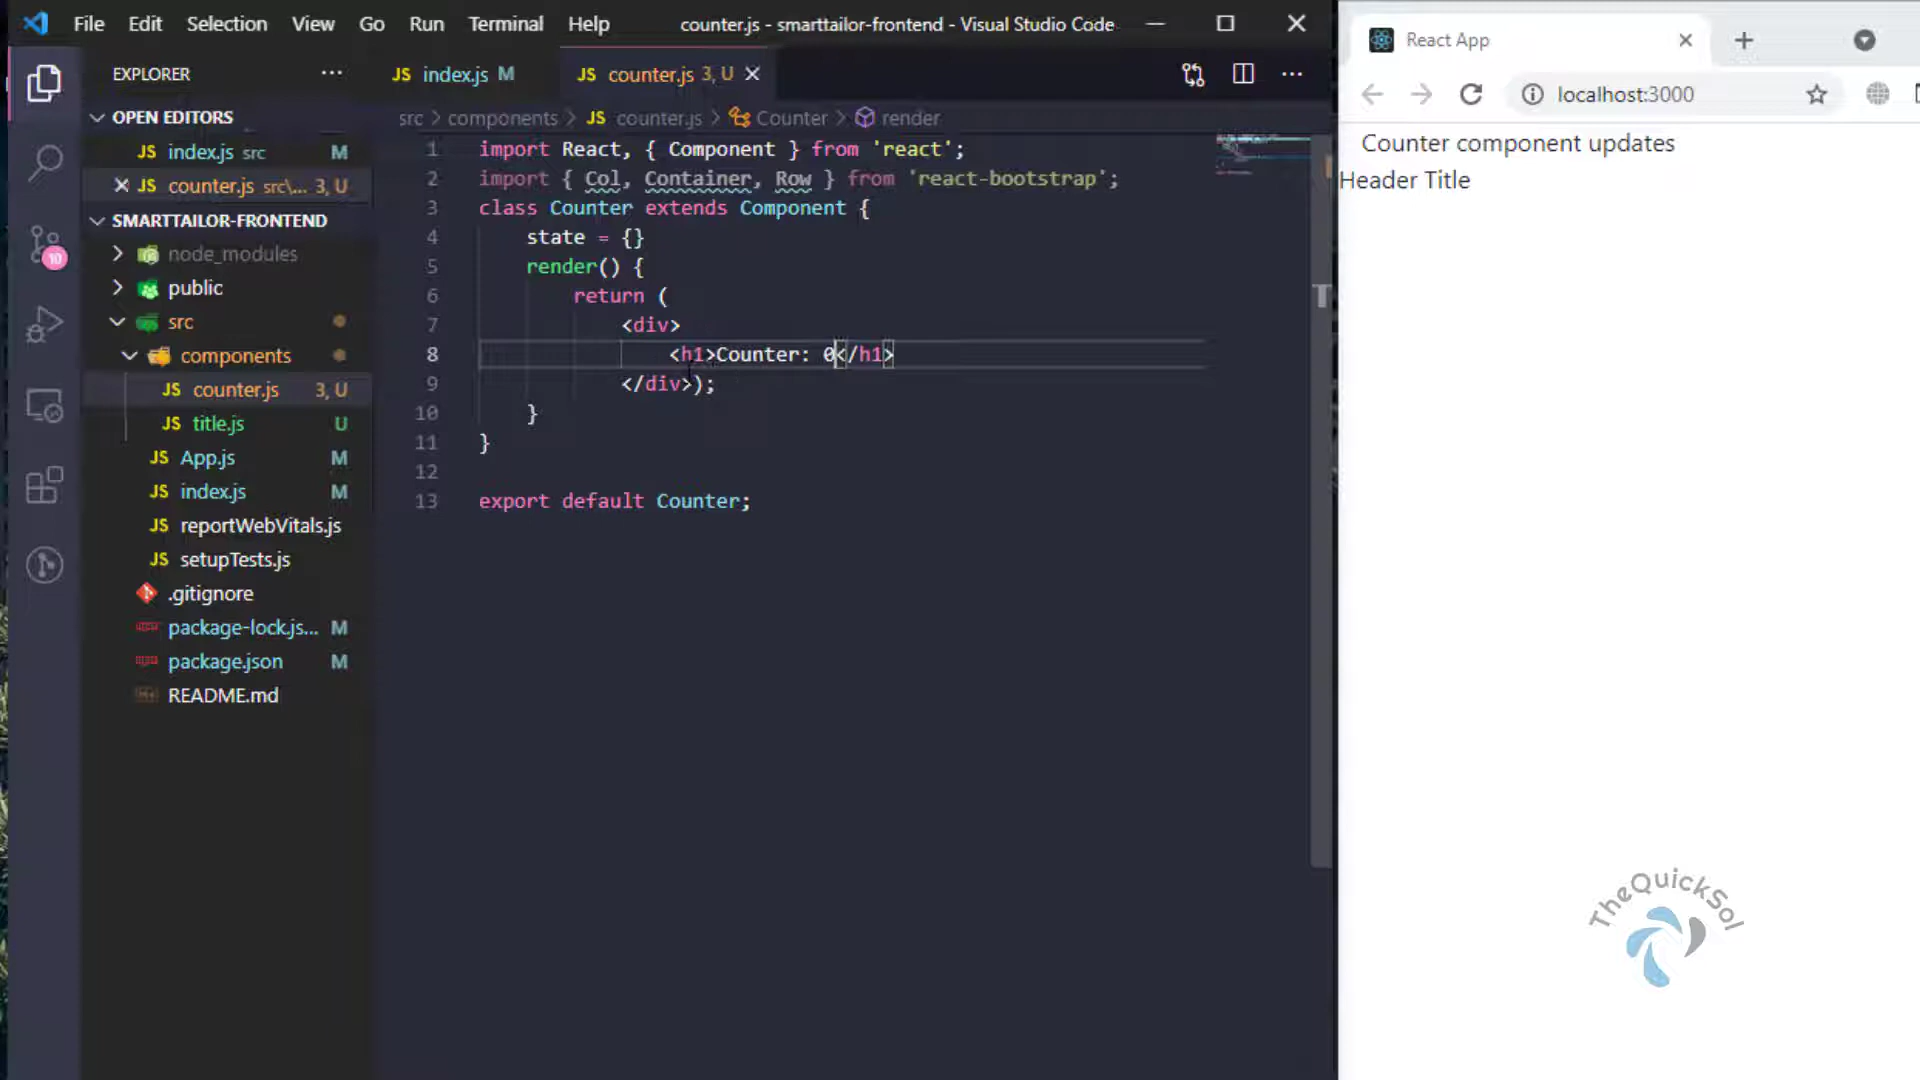 File Edit Selection View Go Run Terminal Help counter.js - smarttailor-frontend - Visual Studio Code
EXPLORER
OPEN EDITORS
JS index.js src M
JS counter.js src\... 3, U
SMARTTAILOR-FRONTEND
node_modules
public
src
components
JS counter.js 3, U
JS title.js U
JS App.js M
JS index.js M
JS reportWebVitals.js
JS setupTests.js
.gitignore
package-lock.js... M
package.json M
README.md
10
JS index.js M JS counter.js 3, U
src > components > JS counter.js > Counter > render
1 import React, { Component } from 'react';
2 import { Col, Container, Row } from 'react-bootstrap';
3 class Counter extends Component {
4 state = {}
5 render() {
6 return (
7 <div>
8 <h1>Counter: 0</h1>
9 </div>);
10 }
11 }
12
13 export default Counter;
React App
localhost:3000
Counter component updates
Header Title
TheQuickSol